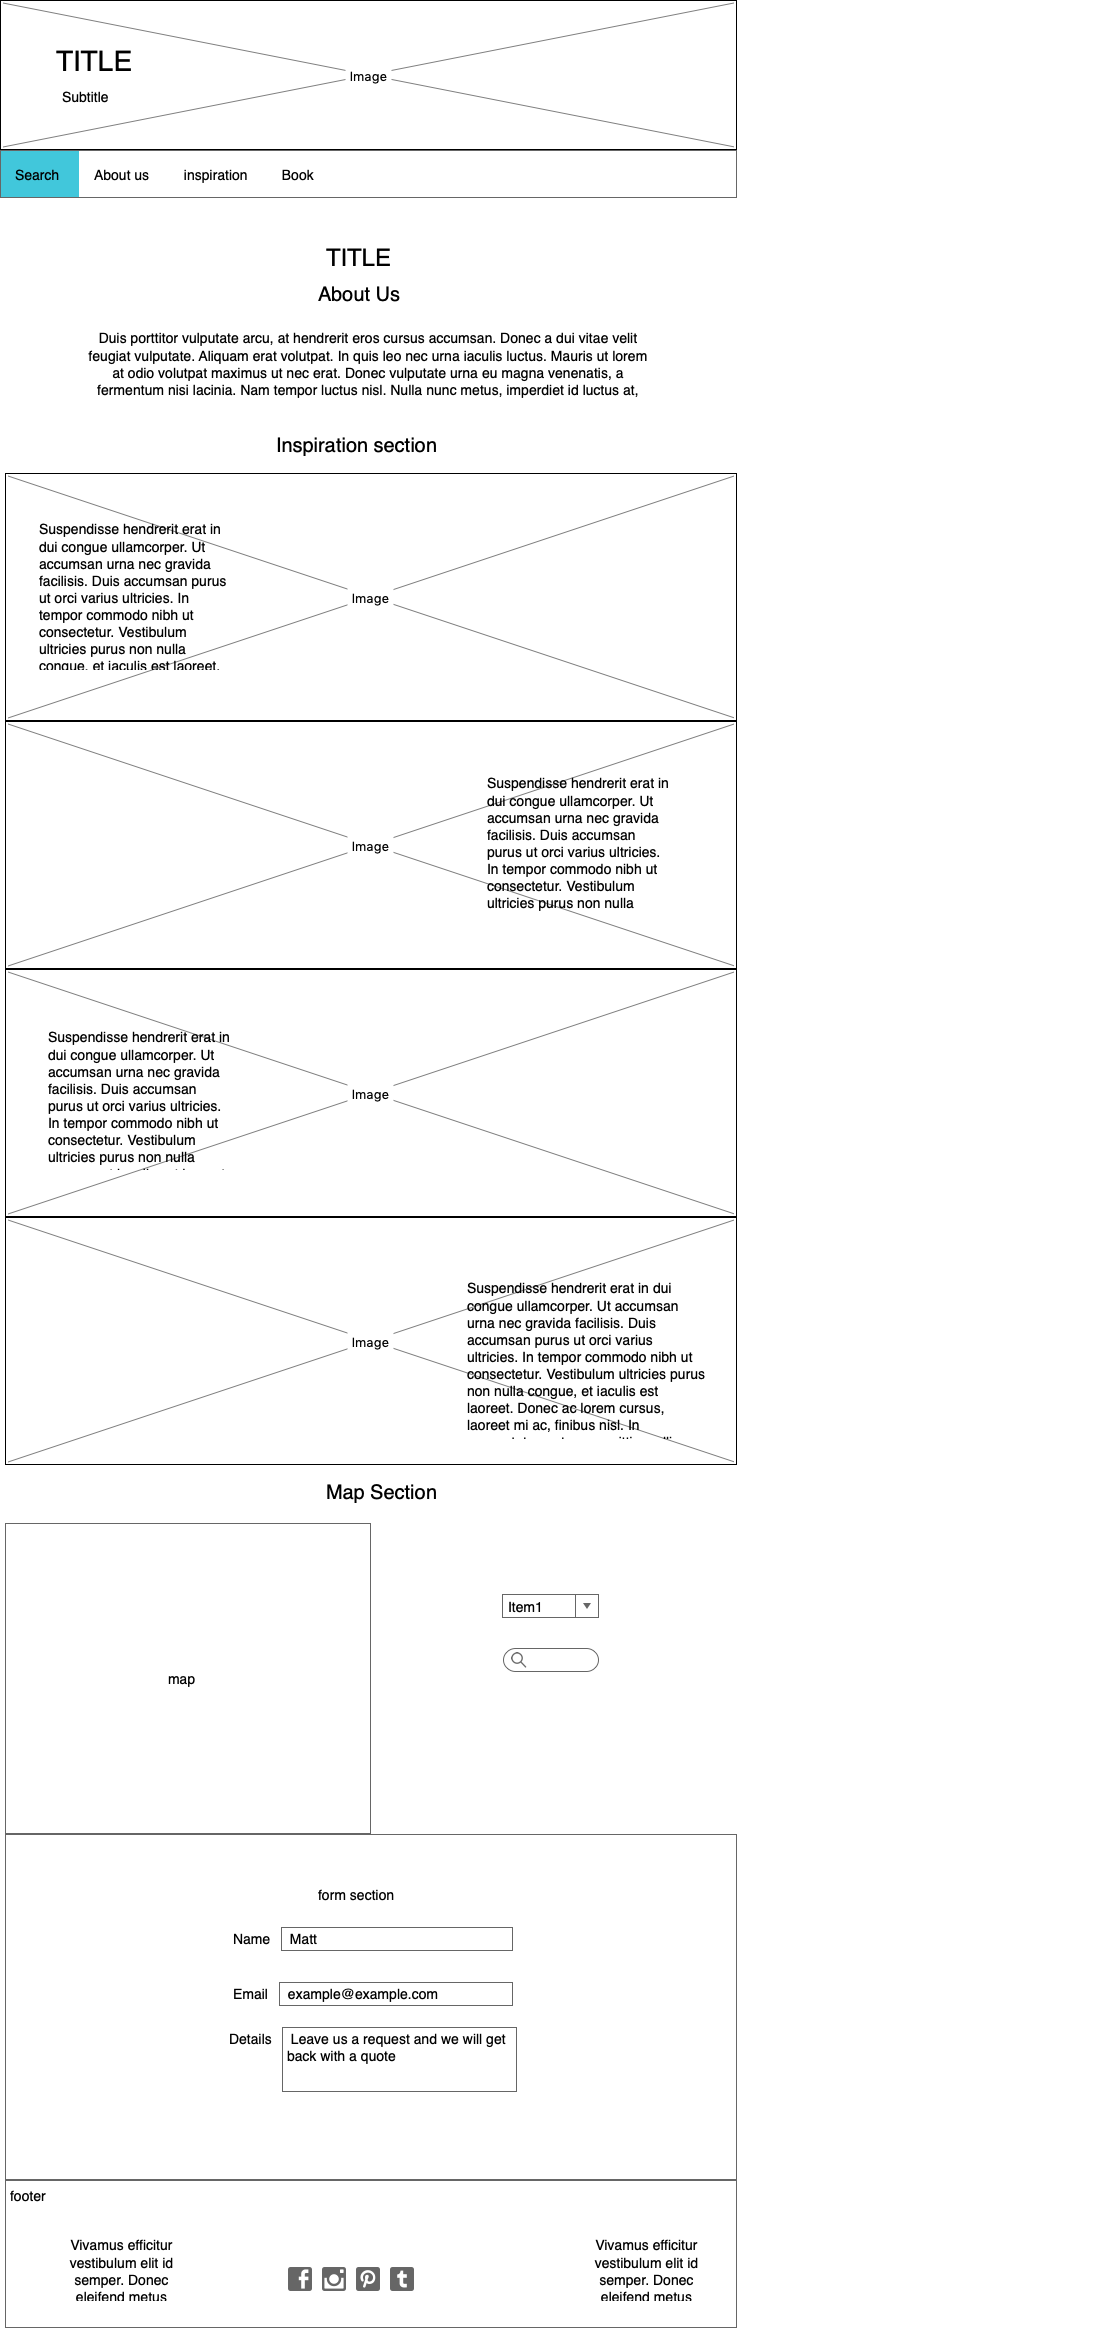 TITLE
Subtitle
Image
Search About us inspiration Book
TITLE
About Us
Duis porttitor vulputate arcu, at hendrerit eros cursus accumsan. Donec a dui vitae velit
feugiat vulputate. Aliquam erat volutpat. In quis leo nec urna iaculis luctus. Mauris ut lorem
at odio volutpat maximus ut nec erat. Donec vulputate urna eu magna venenatis, a
fermentum nisi lacinia. Nam tempor luctus nisl. Nulla nunc metus, imperdiet id luctus at,
Inspiration section
Suspendisse hendrerit erat in
dui congue ullamcorper. Ut
accumsan urna nec gravida
facilisis. Duis accumsan purus
ut orci varius ultricies. In
tempor commodo nibh ut
consectetur. Vestibulum
ultricies purus non nulla
congue, et iaculis est laoreet.
Image
Suspendisse hendrerit erat in
dui congue ullamcorper. Ut
accumsan urna nec gravida
facilisis. Duis accumsan
purus ut orci varius ultricies.
In tempor commodo nibh ut
consectetur. Vestibulum
ultricies purus non nulla
Image
Suspendisse hendrerit erat in
dui congue ullamcorper. Ut
accumsan urna nec gravida
facilisis. Duis accumsan
purus ut orci varius ultricies.
In tempor commodo nibh ut
consectetur. Vestibulum
ultricies purus non nulla
Image
Suspendisse hendrerit erat in dui
congue ullamcorper. Ut accumsan
urna nec gravida facilisis. Duis
accumsan purus ut orci varius
ultricies. In tempor commodo nibh ut
consectetur. Vestibulum ultricies purus
non nulla congue, et iaculis est
laoreet. Donec ac lorem cursus,
laoreet mi ac, finibus nisl. In
Image
Map Section
map
Item1
form section
Name Matt
Email example@example.com
Details Leave us a request and we will get
back with a quote
footer
Vivamus efficitur
vestibulum elit id
semper. Donec
eleifend metus
Vivamus efficitur
vestibulum elit id
semper. Donec
eleifend metus